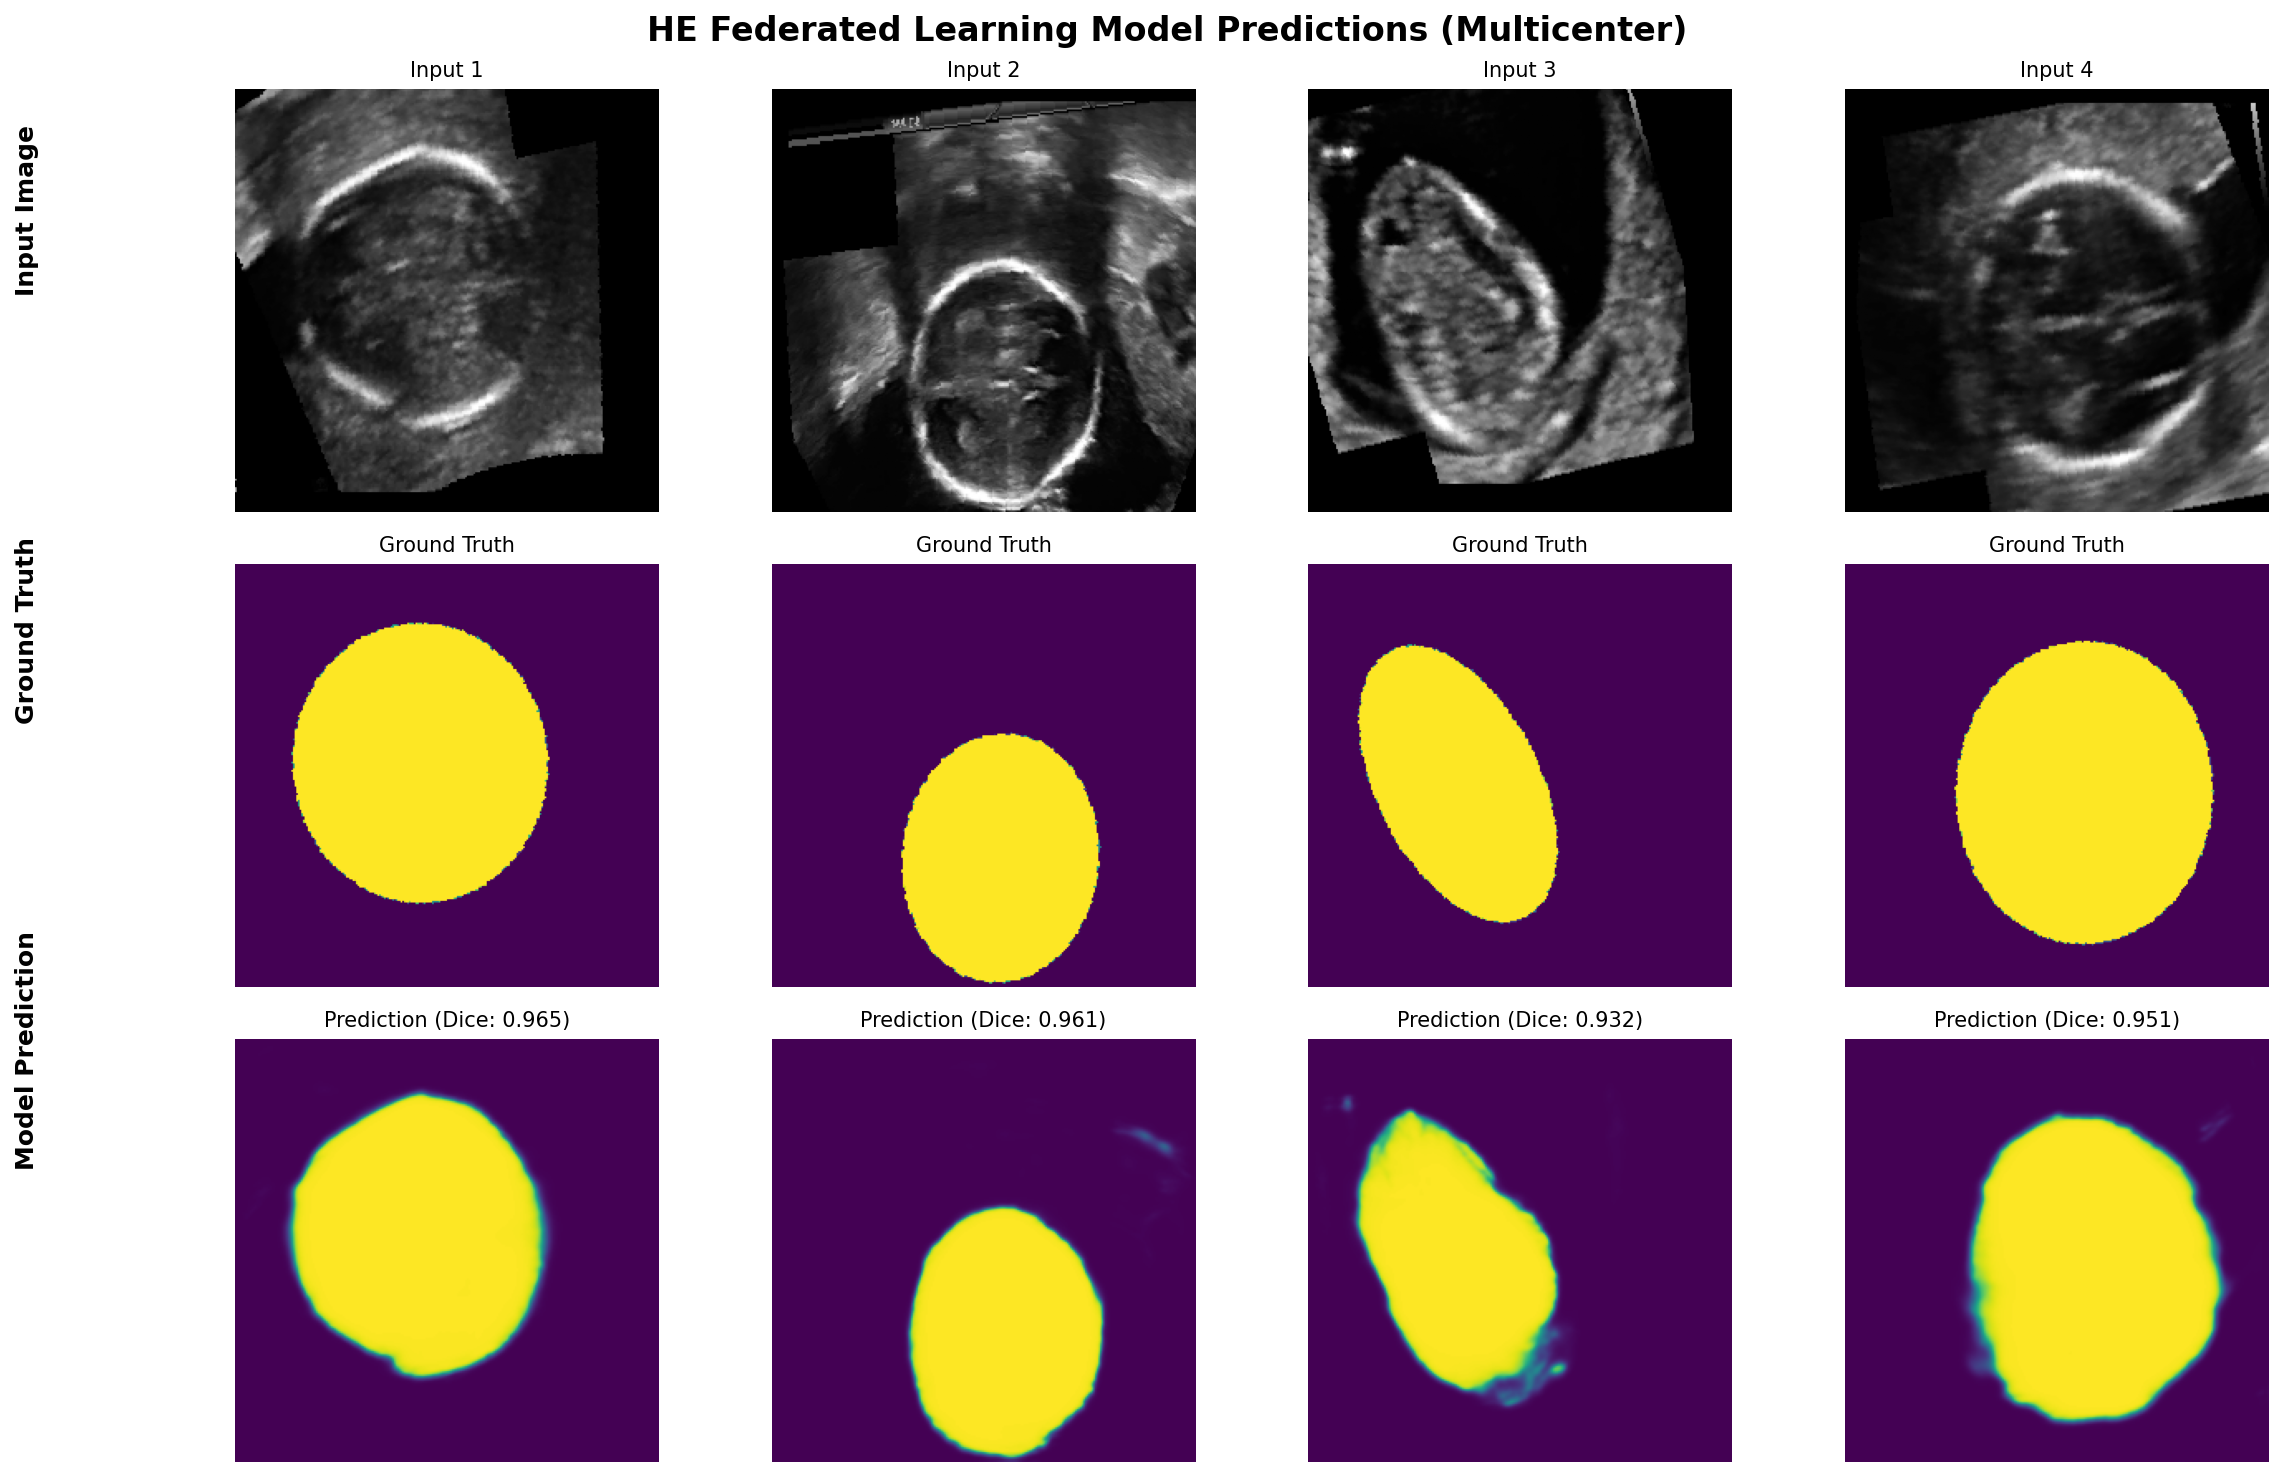 HE Federated Learning Model Predictions (Multicenter)
Input 1
Input 2
Input 3
Input 4
Input Image
Ground Truth
Ground Truth
Ground Truth
Ground Truth
Ground Truth
Prediction (Dice: 0.965)
Prediction (Dice: 0.961)
Prediction (Dice: 0.932)
Prediction (Dice: 0.951)
Model Prediction